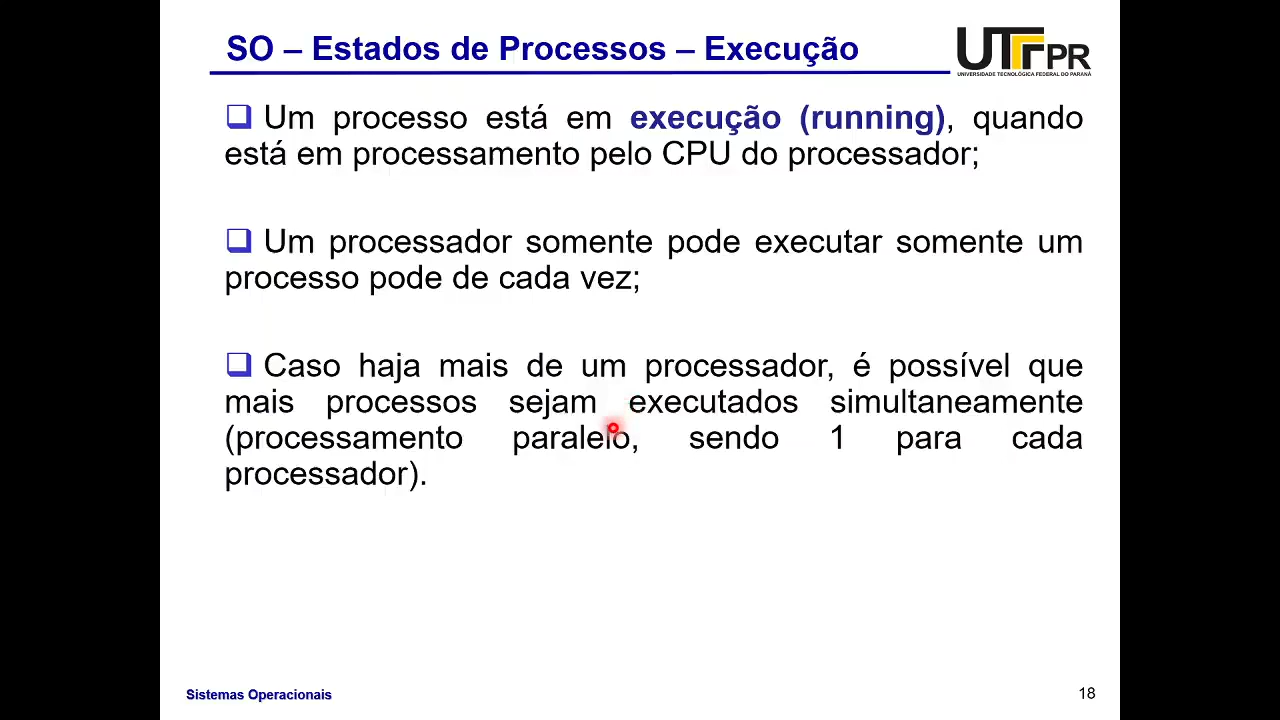 SO – Estados de Processos – Execução
UTFPR
UNIVERSIDADE TECNOLÓGICA FEDERAL DO PARANÁ
Um processo está em execução (running), quando
está em processamento pelo CPU do processador;
Um processador somente pode executar somente um
processo pode de cada vez;
Caso haja mais de um processador, é possível que
mais processos sejam executados simultaneamente
(processamento paralelo, sendo 1 para cada
processador).
Sistemas Operacionais
18